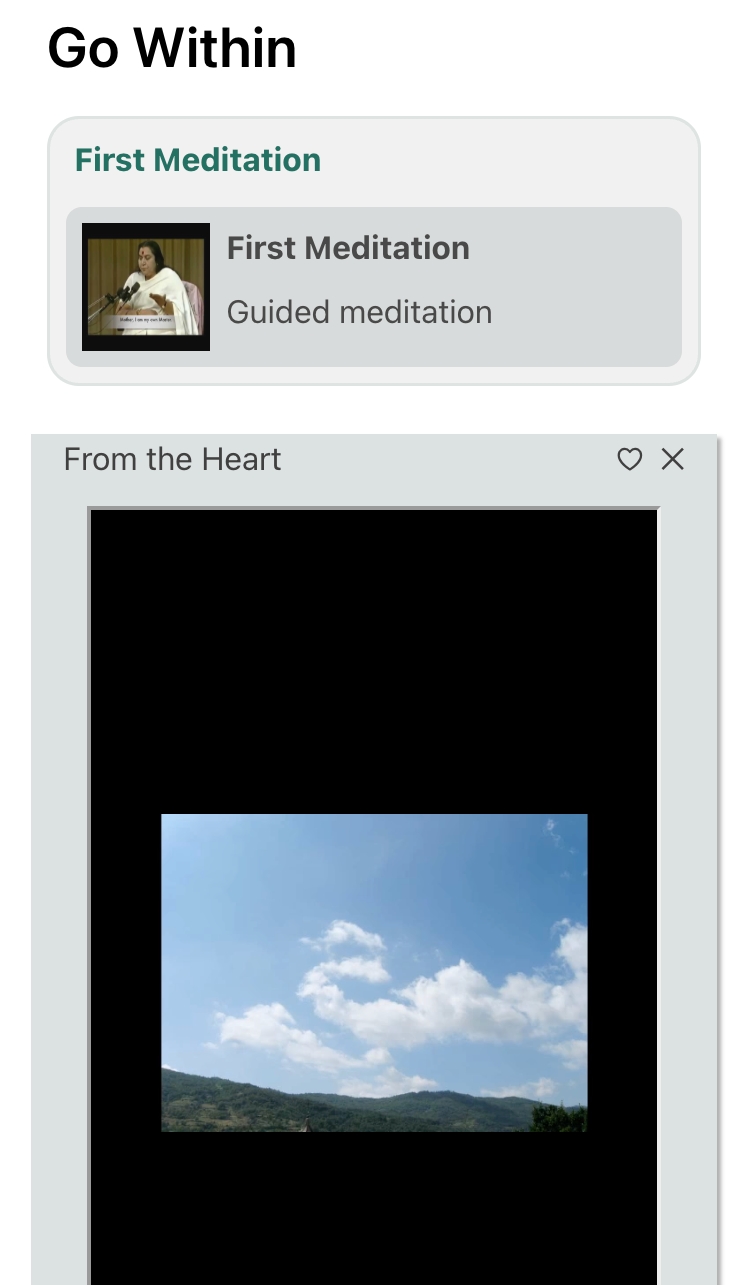 Go Within
First Meditation
First Meditation
Guided meditation
Mother, I am my own Master
From the Heart